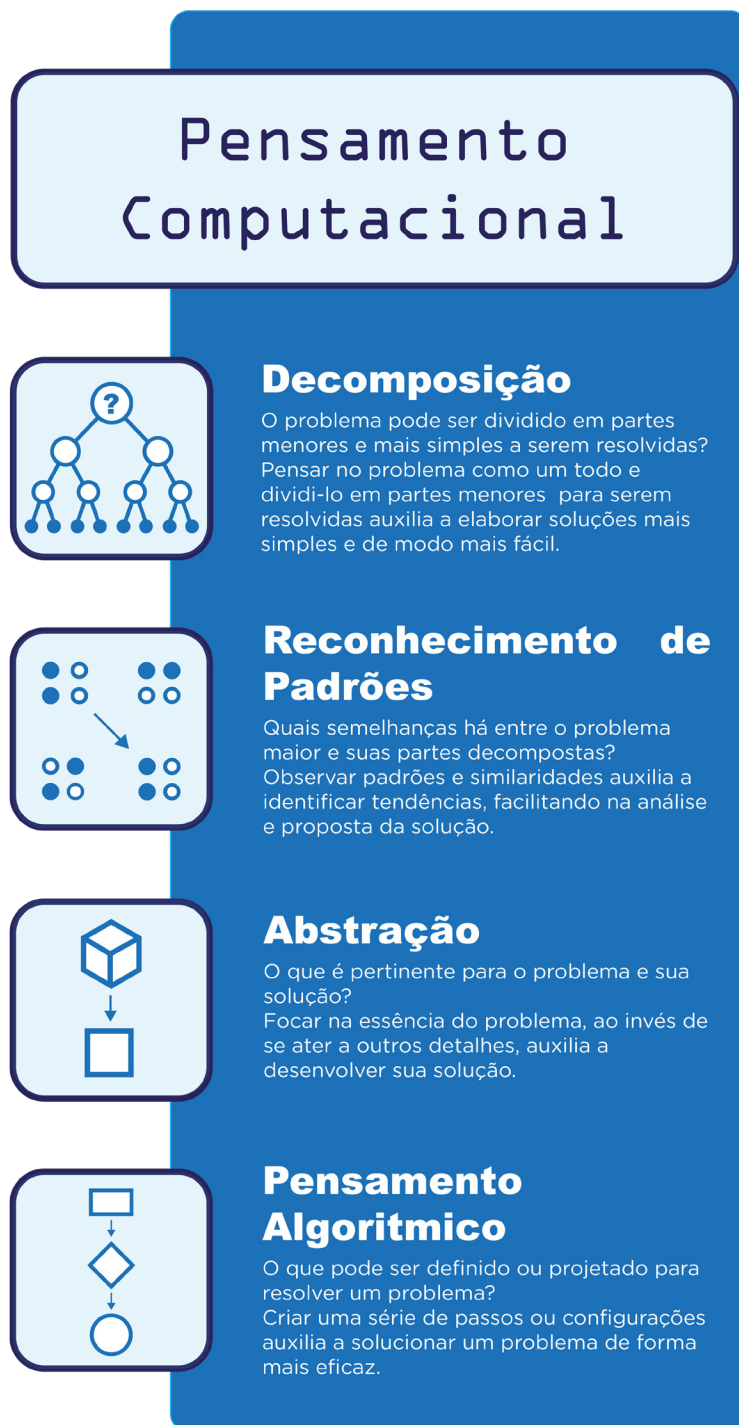 Pensamento
Computacional
?
Decomposição
O problema pode ser dividido em partes
menores e mais simples a serem resolvidas?
Pensar no problema como um todo e
dividi-lo em partes menores para serem
resolvidas auxilia a elaborar soluções mais
simples e de modo mais fácil.
Reconhecimento de
Padrões
Quais semelhanças há entre o problema
maior e suas partes decompostas?
Observar padrões e similaridades auxilia a
identificar tendências, facilitando na análise
e proposta da solução.
Abstração
O que é pertinente para o problema e sua
solução?
Focar na essência do problema, ao invés de
se ater a outros detalhes, auxilia a
desenvolver sua solução.
Pensamento
Algoritmico
O que pode ser definido ou projetado para
resolver um problema?
Criar uma série de passos ou configurações
auxilia a solucionar um problema de forma
mais eficaz.